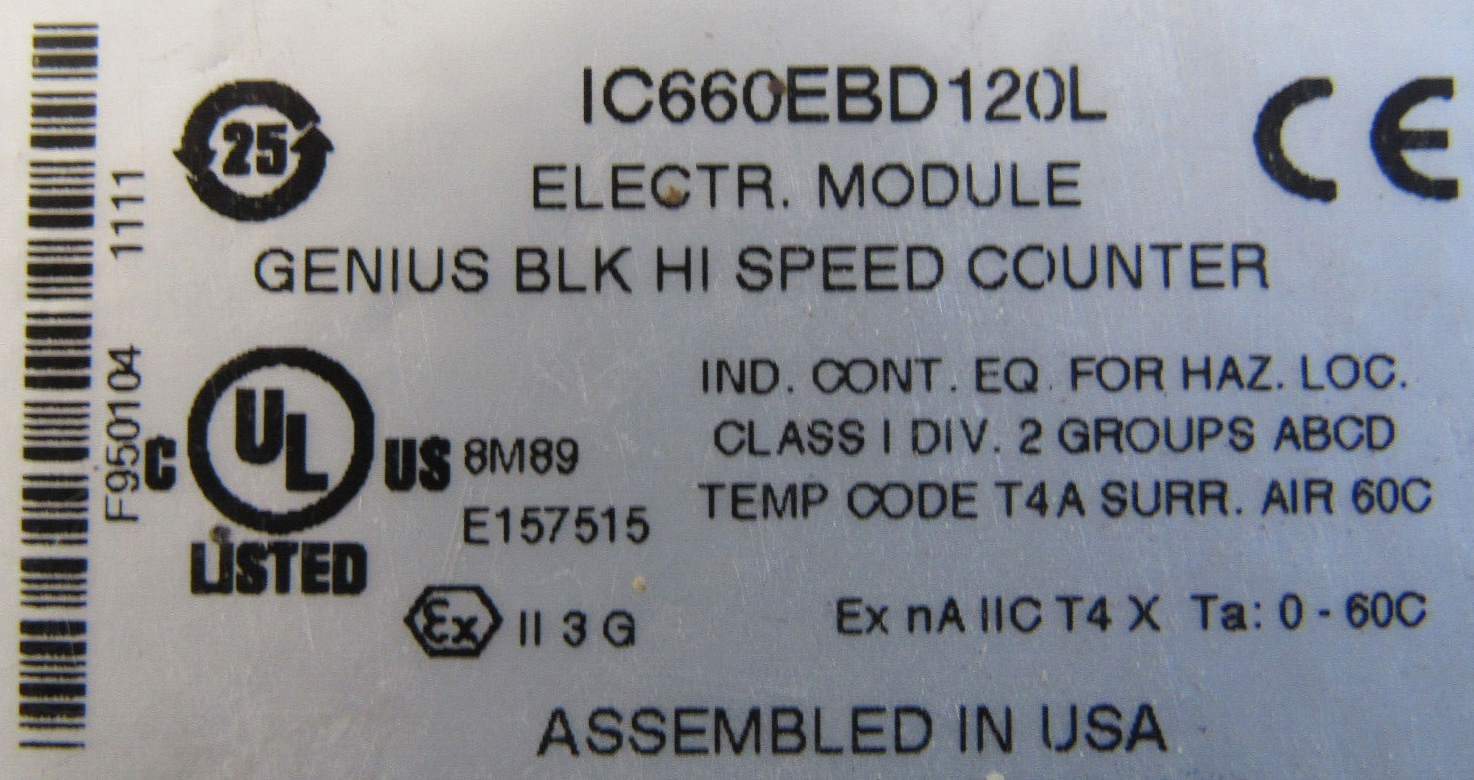 IC660EBD120L
25
CE
ELECTR. MODULE
GENIUS BLK HI SPEED COUNTER
F950104 1111
IND. CONT. EQ. FOR HAZ. LOC.
CLASS I DIV. 2 GROUPS ABCD
TEMP CODE T4A SURR. AIR 60C
C UL US 8M89
E157515
LISTED
Ex II 3 G
Ex nA IIC T4 X Ta: 0 - 60C
ASSEMBLED IN USA